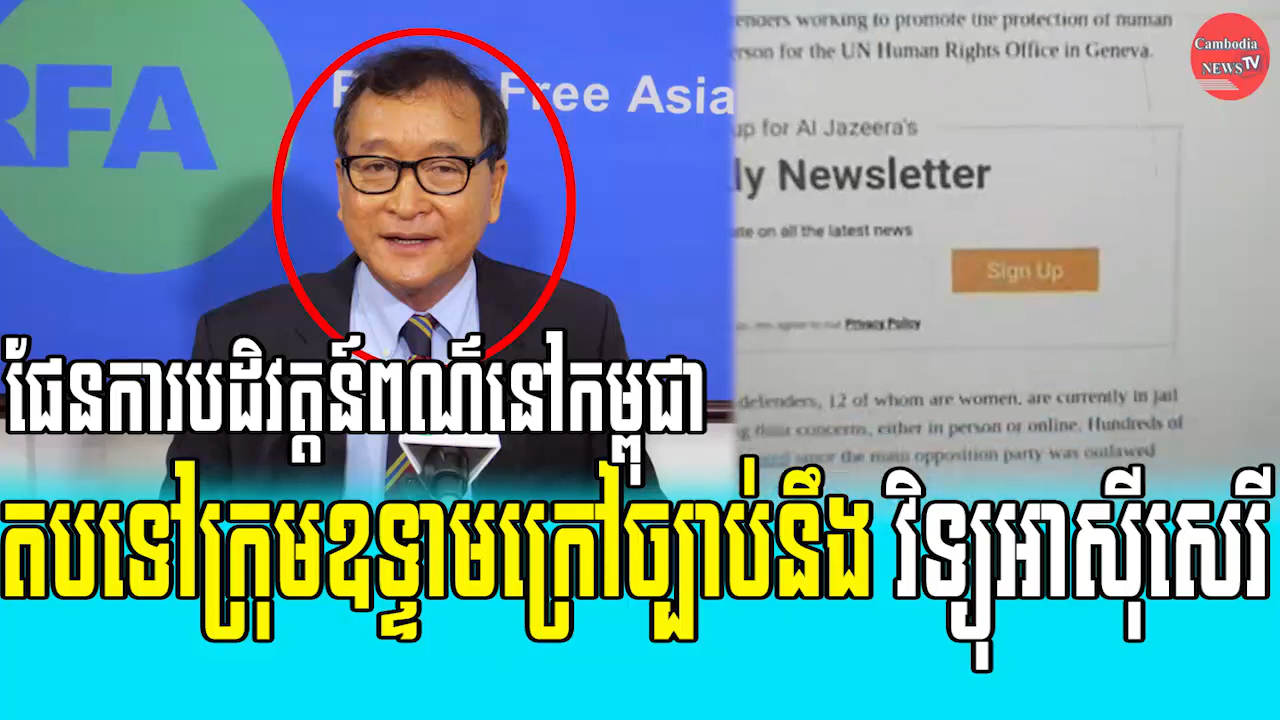 RFA
Free Asia
enders working to promote the protection of human
erson for the UN Human Rights Office in Geneva.
Cambodia
NEWS TV
up for Al Jazeera's
ly Newsletter
ate on all the latest news
Sign Up
Privacy Policy
defenders, 12 of whom are women, are currently in jail
their concerns, either in person or online. Hundreds of
since the main opposition party was outlawed
ផែនការបដិវត្តន៍ពណ៌នៅកម្ពុជា
តបទៅក្រុមឧទ្ទាមក្រៅច្បាប់នឹង វិទ្យុអាស៊ីសេរី